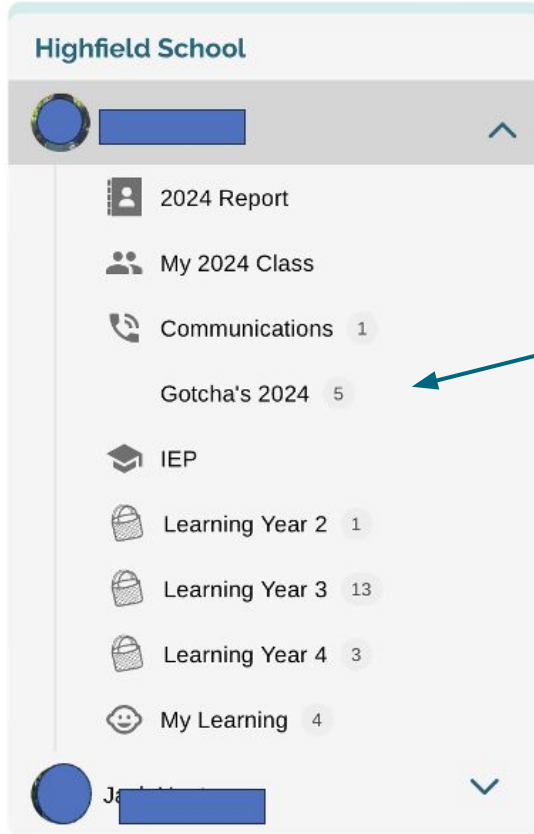 Highfield School
2024 Report
My 2024 Class
Communications 1
Gotcha's 2024 5
IEP
Learning Year 2 1
Learning Year 3 13
Learning Year 4 3
My Learning 4